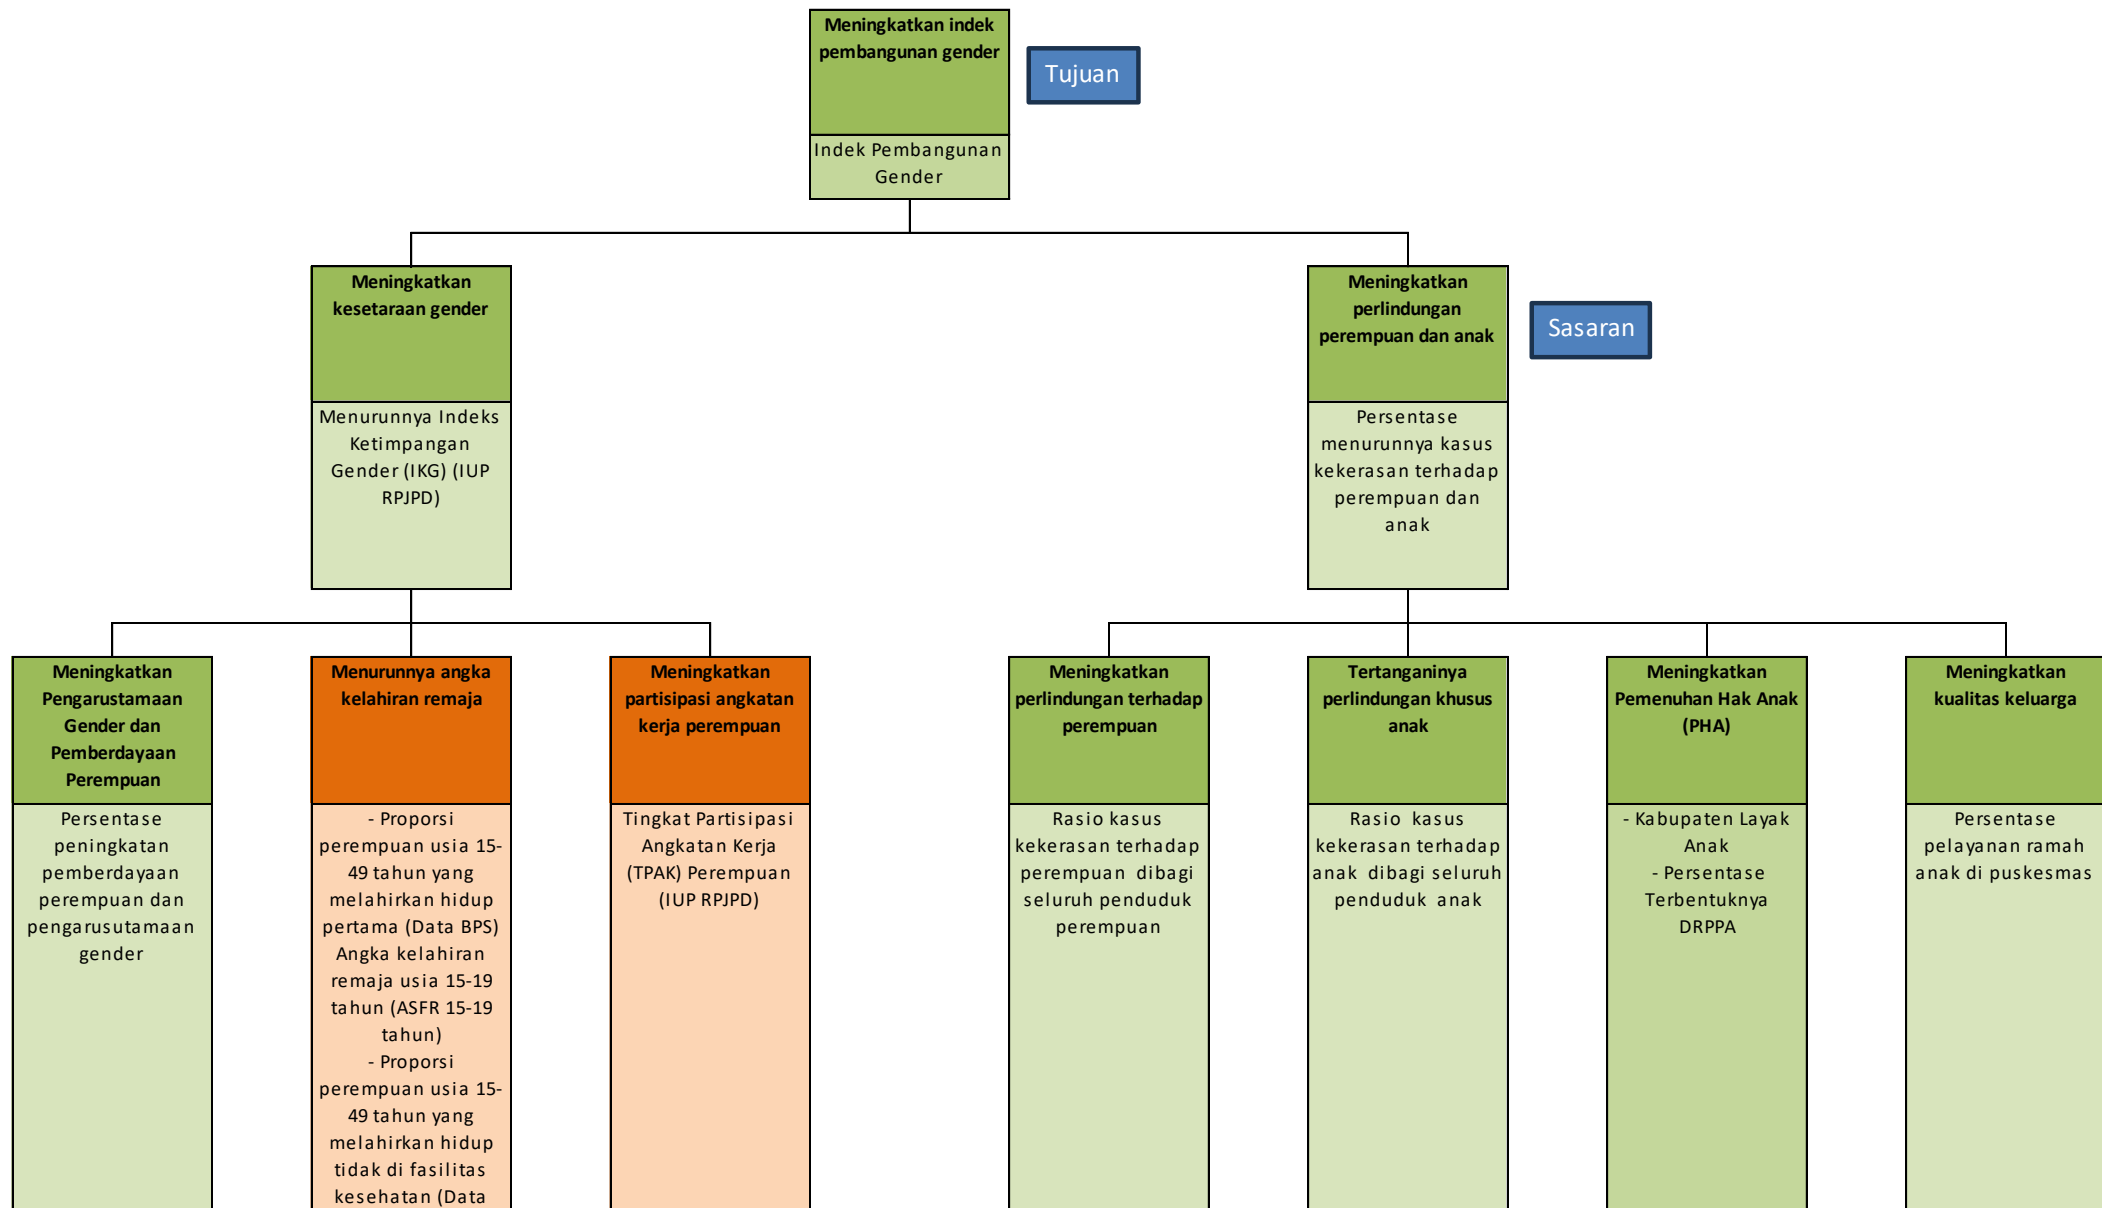 Meningkatkan indek
pembangunan gender
Tujuan
Indek Pembangunan
Gender
Meningkatkan
kesetaraan gender
Menurunnya Indeks
Ketimpangan
Gender (IKG) (IUP
RPJPD)
Meningkatkan
perlindungan
perempuan dan anak
Sasaran
Persentase
menurunnya kasus
kekerasan terhadap
perempuan dan
anak
Meningkatkan
Pengarustamaan
Gender dan
Pemberdayaan
Perempuan
Persentase
peningkatan
pemberdayaan
perempuan dan
pengarusutamaan
gender
Menurunnya angka
kelahiran remaja
- Proporsi
perempuan usia 15-
49 tahun yang
melahirkan hidup
pertama (Data BPS)
Angka kelahiran
remaja usia 15-19
tahun (ASFR 15-19
tahun)
- Proporsi
perempuan usia 15-
49 tahun yang
melahirkan hidup
tidak di fasilitas
kesehatan (Data
Meningkatkan
partisipasi angkatan
kerja perempuan
Tingkat Partisipasi
Angkatan Kerja
(TPAK) Perempuan
(IUP RPJPD)
Meningkatkan
perlindungan terhadap
perempuan
Rasio kasus
kekerasan terhadap
perempuan dibagi
seluruh penduduk
perempuan
Tertanganinya
perlindungan khusus
anak
Rasio kasus
kekerasan terhadap
anak dibagi seluruh
penduduk anak
Meningkatkan
Pemenuhan Hak Anak
(PHA)
- Kabupaten Layak
Anak
- Persentase
Terbentuknya
DRPPA
Meningkatkan
kualitas keluarga
Persentase
pelayanan ramah
anak di puskesmas